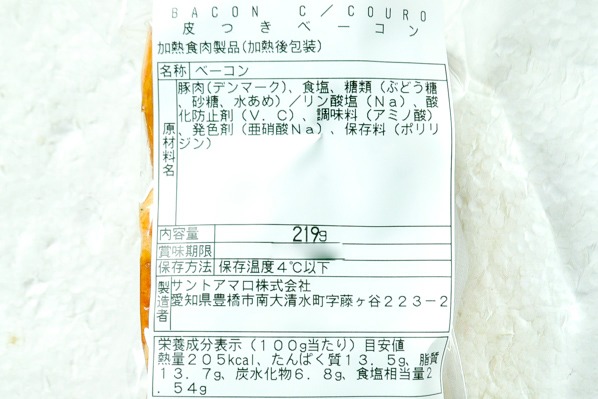 BACON C／COURO
皮つきベーコン
加熱食肉製品(加熱後包装)
名称 ベーコン
原材料名
豚肉(デンマーク)、食塩、糖類（ぶどう糖
、砂糖、水あめ）／リン酸塩（Ｎａ）、酸
化防止剤（Ｖ．Ｃ）、調味料（アミノ酸）
、発色剤（亜硝酸Ｎａ）、保存料（ポリリ
ジン）
内容量 219g
賞味期限
保存方法 保存温度４℃以下
製造者
サントアマロ株式会社
愛知県豊橋市南大清水町字藤ヶ谷２２３−２
栄養成分表示（１００g当たり）目安値
熱量２０５kcal、たんぱく質１３．５g、脂質
１３．７g、炭水化物６．８g、食塩相当量２
．５４g